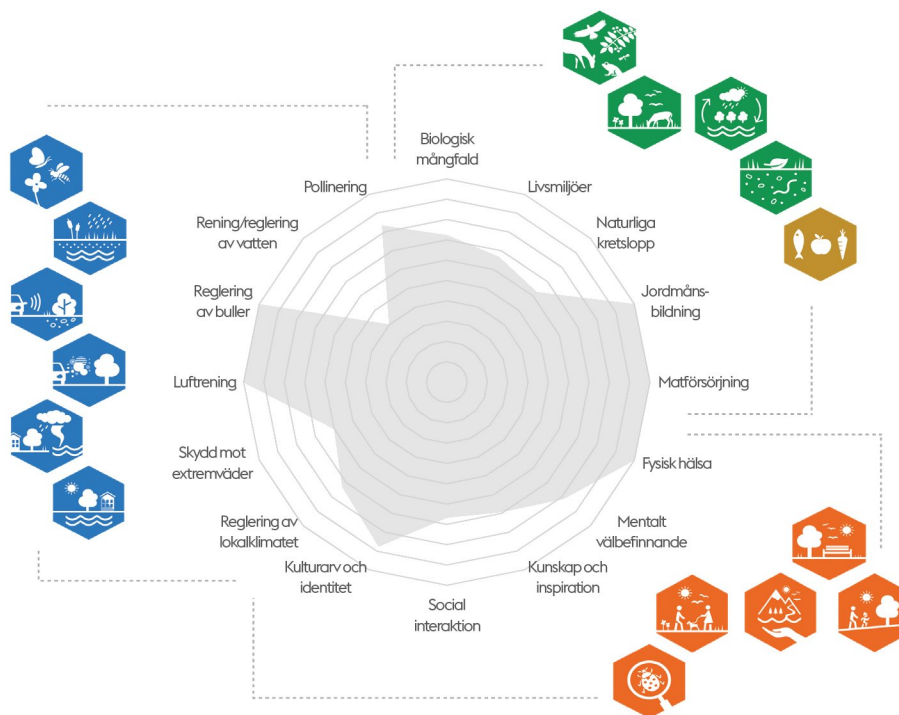 Biologisk
mångfald
Livsmiljöer
Naturliga
kretslopp
Jordmåns-
bildning
Matförsörjning
Fysisk hälsa
Mentalt
välbefinnande
Kunskap och
inspiration
Social
interaktion
Kulturarv och
identitet
Reglering av
lokalklimatet
Skydd mot
extremväder
Luftrening
Reglering
av buller
Rening/reglering
av vatten
Pollinering